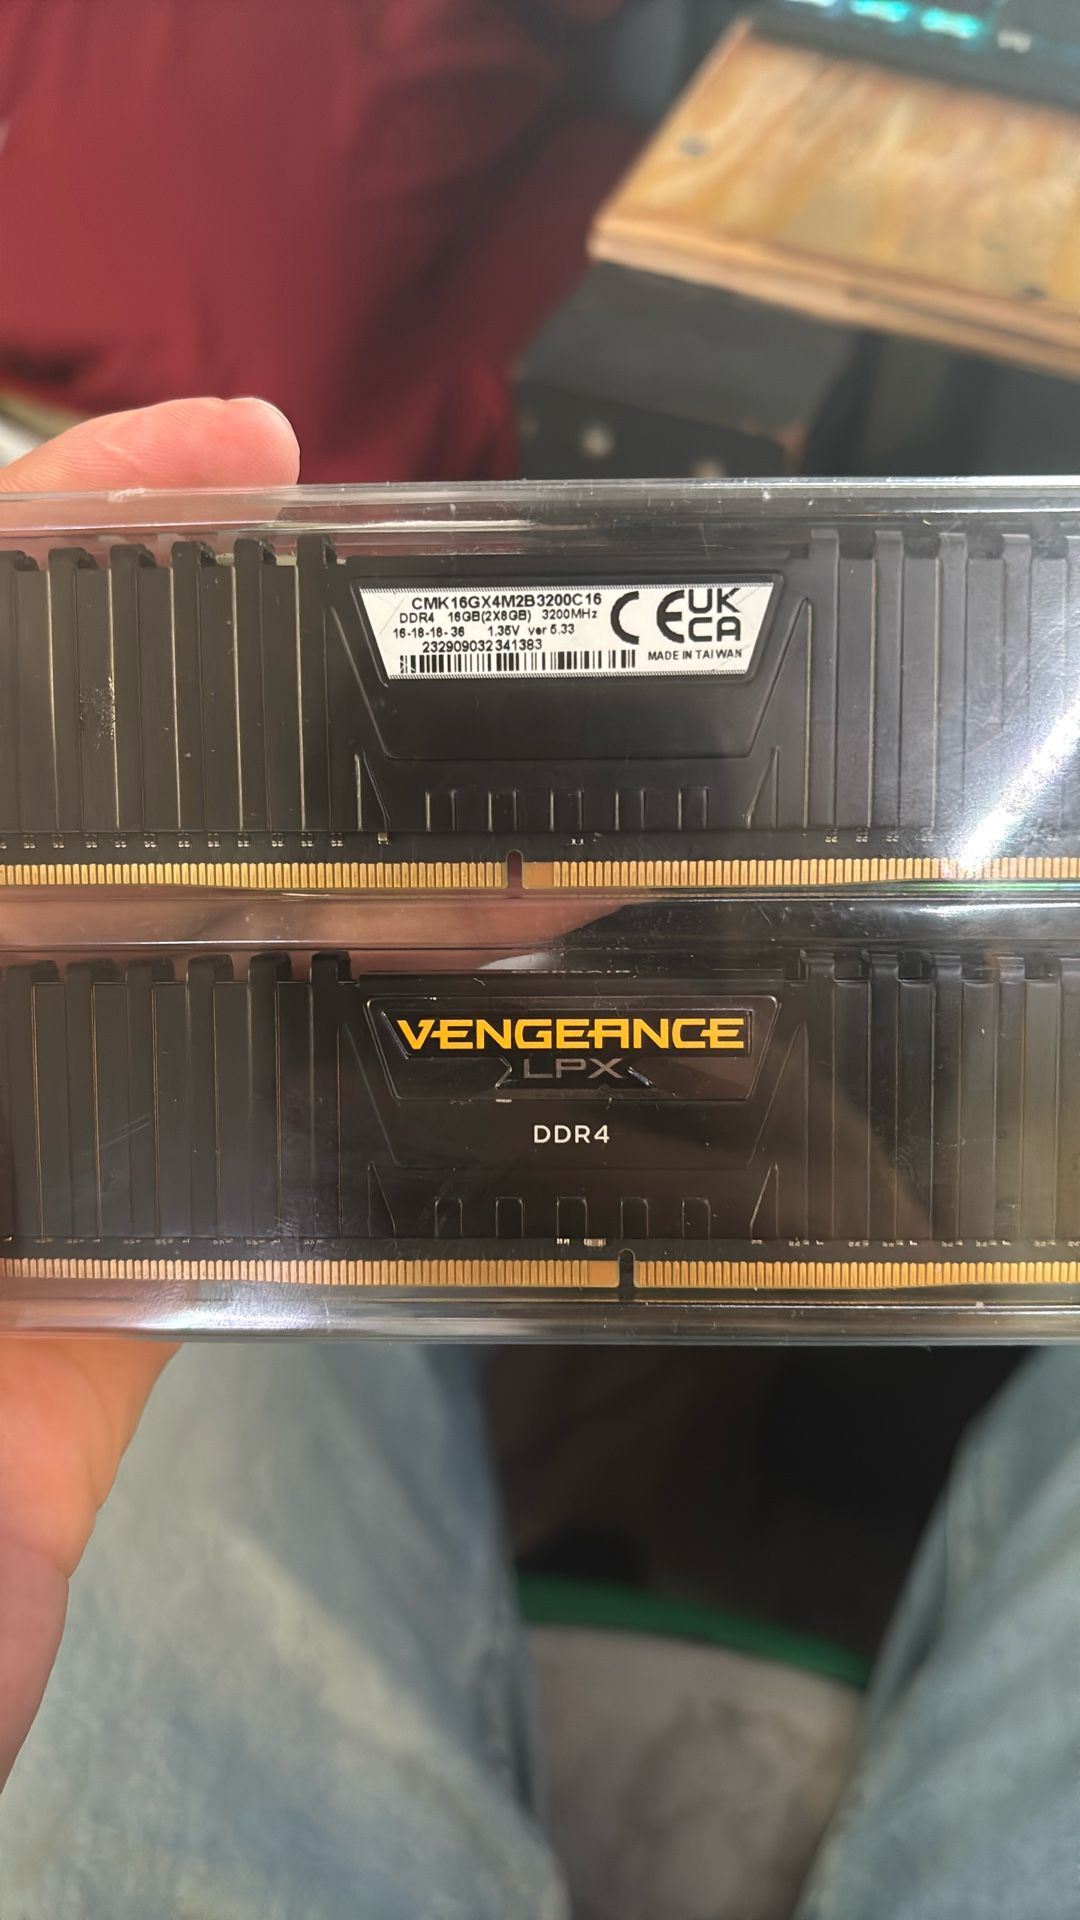 CMK16GX4M2B3200C16
DDR4 16GB(2X8GB) 3200MHz
16-18-18-36 1.35V ver 5.33
232909032341383
CE UK CA
MADE IN TAIWAN
VENGEANCE
LPX
DDR4